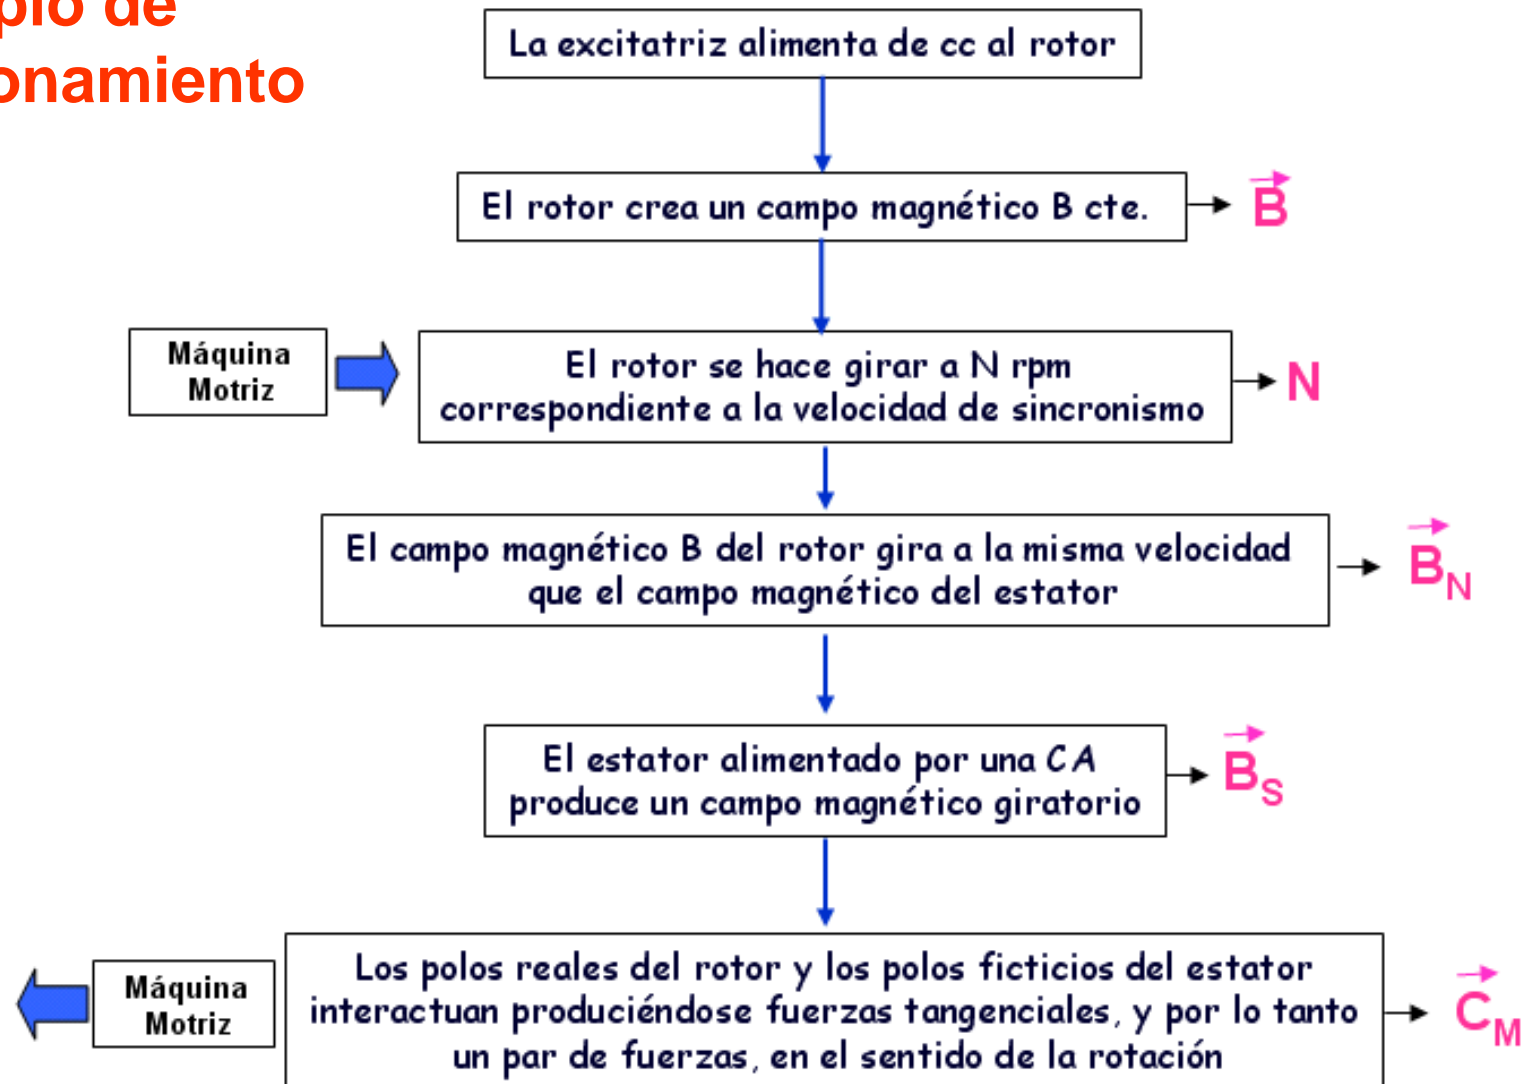 pio de
onamiento
La excitatriz alimenta de cc al rotor
El rotor crea un campo magnético B cte.
B
Máquina
Motriz
El rotor se hace girar a N rpm
correspondiente a la velocidad de sincronismo
N
El campo magnético B del rotor gira a la misma velocidad
que el campo magnético del estator
B_N
El estator alimentado por una CA
produce un campo magnético giratorio
B_S
Máquina
Motriz
Los polos reales del rotor y los polos ficticios del estator
interactuan produciéndose fuerzas tangenciales, y por lo tanto
un par de fuerzas, en el sentido de la rotación
C_M